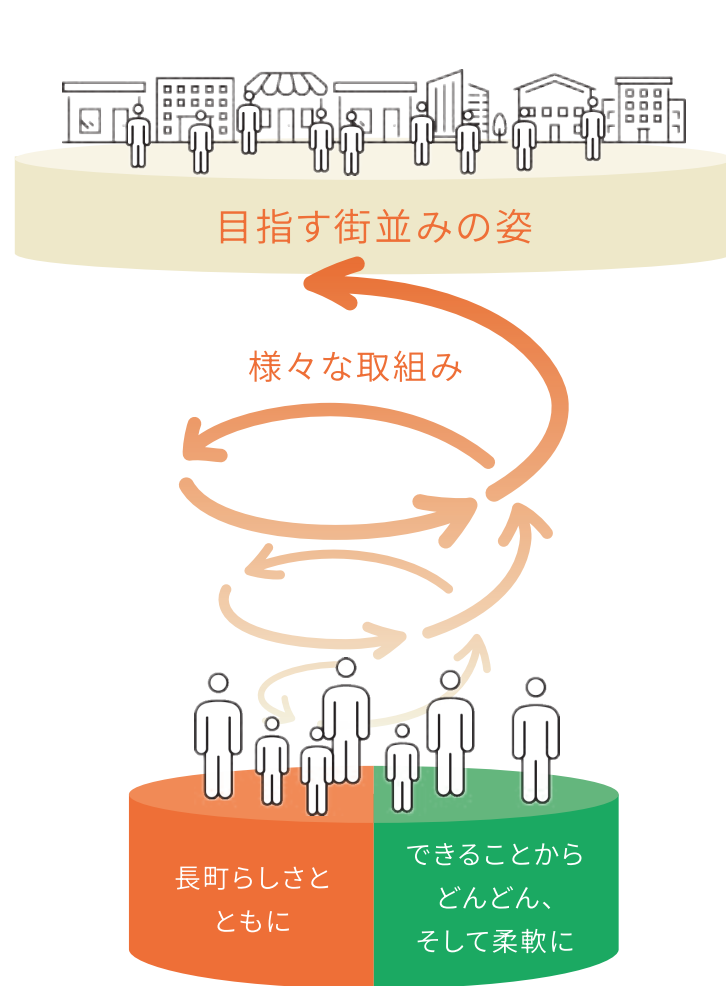 目指す街並みの姿
様々な取組み
長町らしさと
ともに
できることから
どんどん、
そして柔軟に